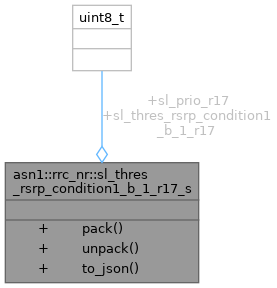 uint8_t
+sl_prio_r17
+sl_thres_rsrp_condition1
_b_1_r17
asn1::rrc_nr::sl_thres
_rsrp_condition1_b_1_r17_s
+ pack()
+ unpack()
+ to_json()